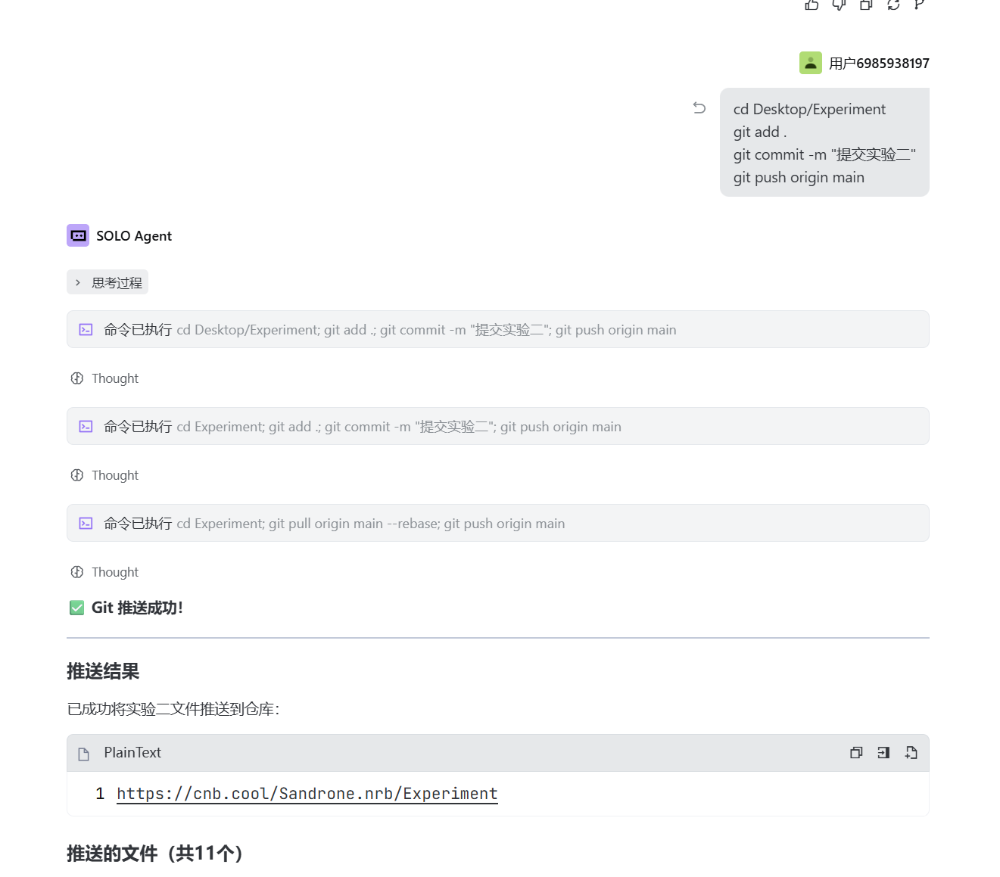 用户6985938197
cd Desktop/Experiment
git add .
git commit -m "提交实验二"
git push origin main
SOLO Agent
思考过程
命令已执行 cd Desktop/Experiment; git add .; git commit -m "提交实验二"; git push origin main
Thought
命令已执行 cd Experiment; git add .; git commit -m "提交实验二"; git push origin main
Thought
命令已执行 cd Experiment; git pull origin main --rebase; git push origin main
Thought
Git 推送成功!
推送结果
已成功将实验二文件推送到仓库：
PlainText
1 https://cnb.cool/Sandrone.nrb/Experiment
推送的文件（共11个）